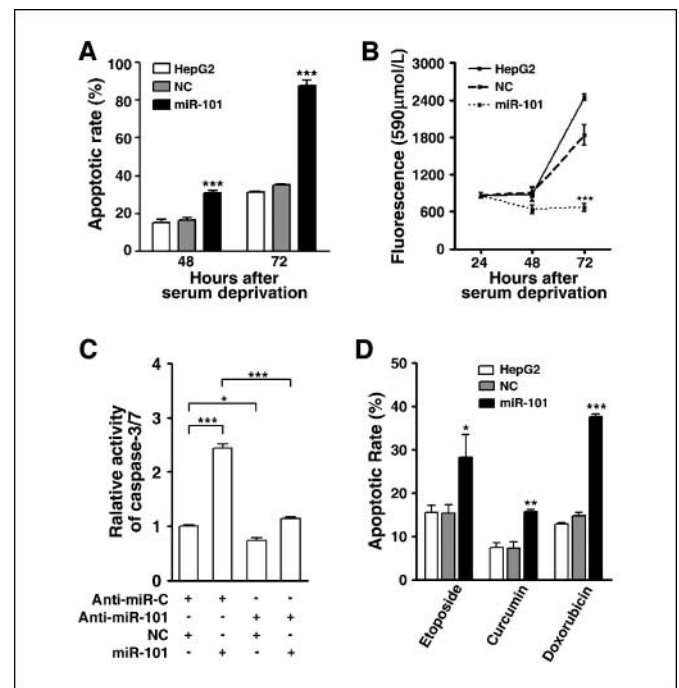 A
Apoptotic rate (%)
100
80
60
40
20
0
HepG2
NC
miR-101
***
***
48
72
Hours after
serum deprivation
B
Fluorescence (590μmol/L)
3000
2400
1800
1200
600
0
HepG2
NC
miR-101
***
24
48
72
Hours after
serum deprivation
C
Ralative activity
of caspase-3/7
4
3
2
1
0
***
*
***
Anti-miR-C + + - -
Anti-miR-101 - - + +
NC + - + -
miR-101 - + - +
D
Apoptotic Rate (%)
50
40
30
20
10
0
HepG2
NC
miR-101
*
**
***
Etoposide
Curcumin
Doxorubicin